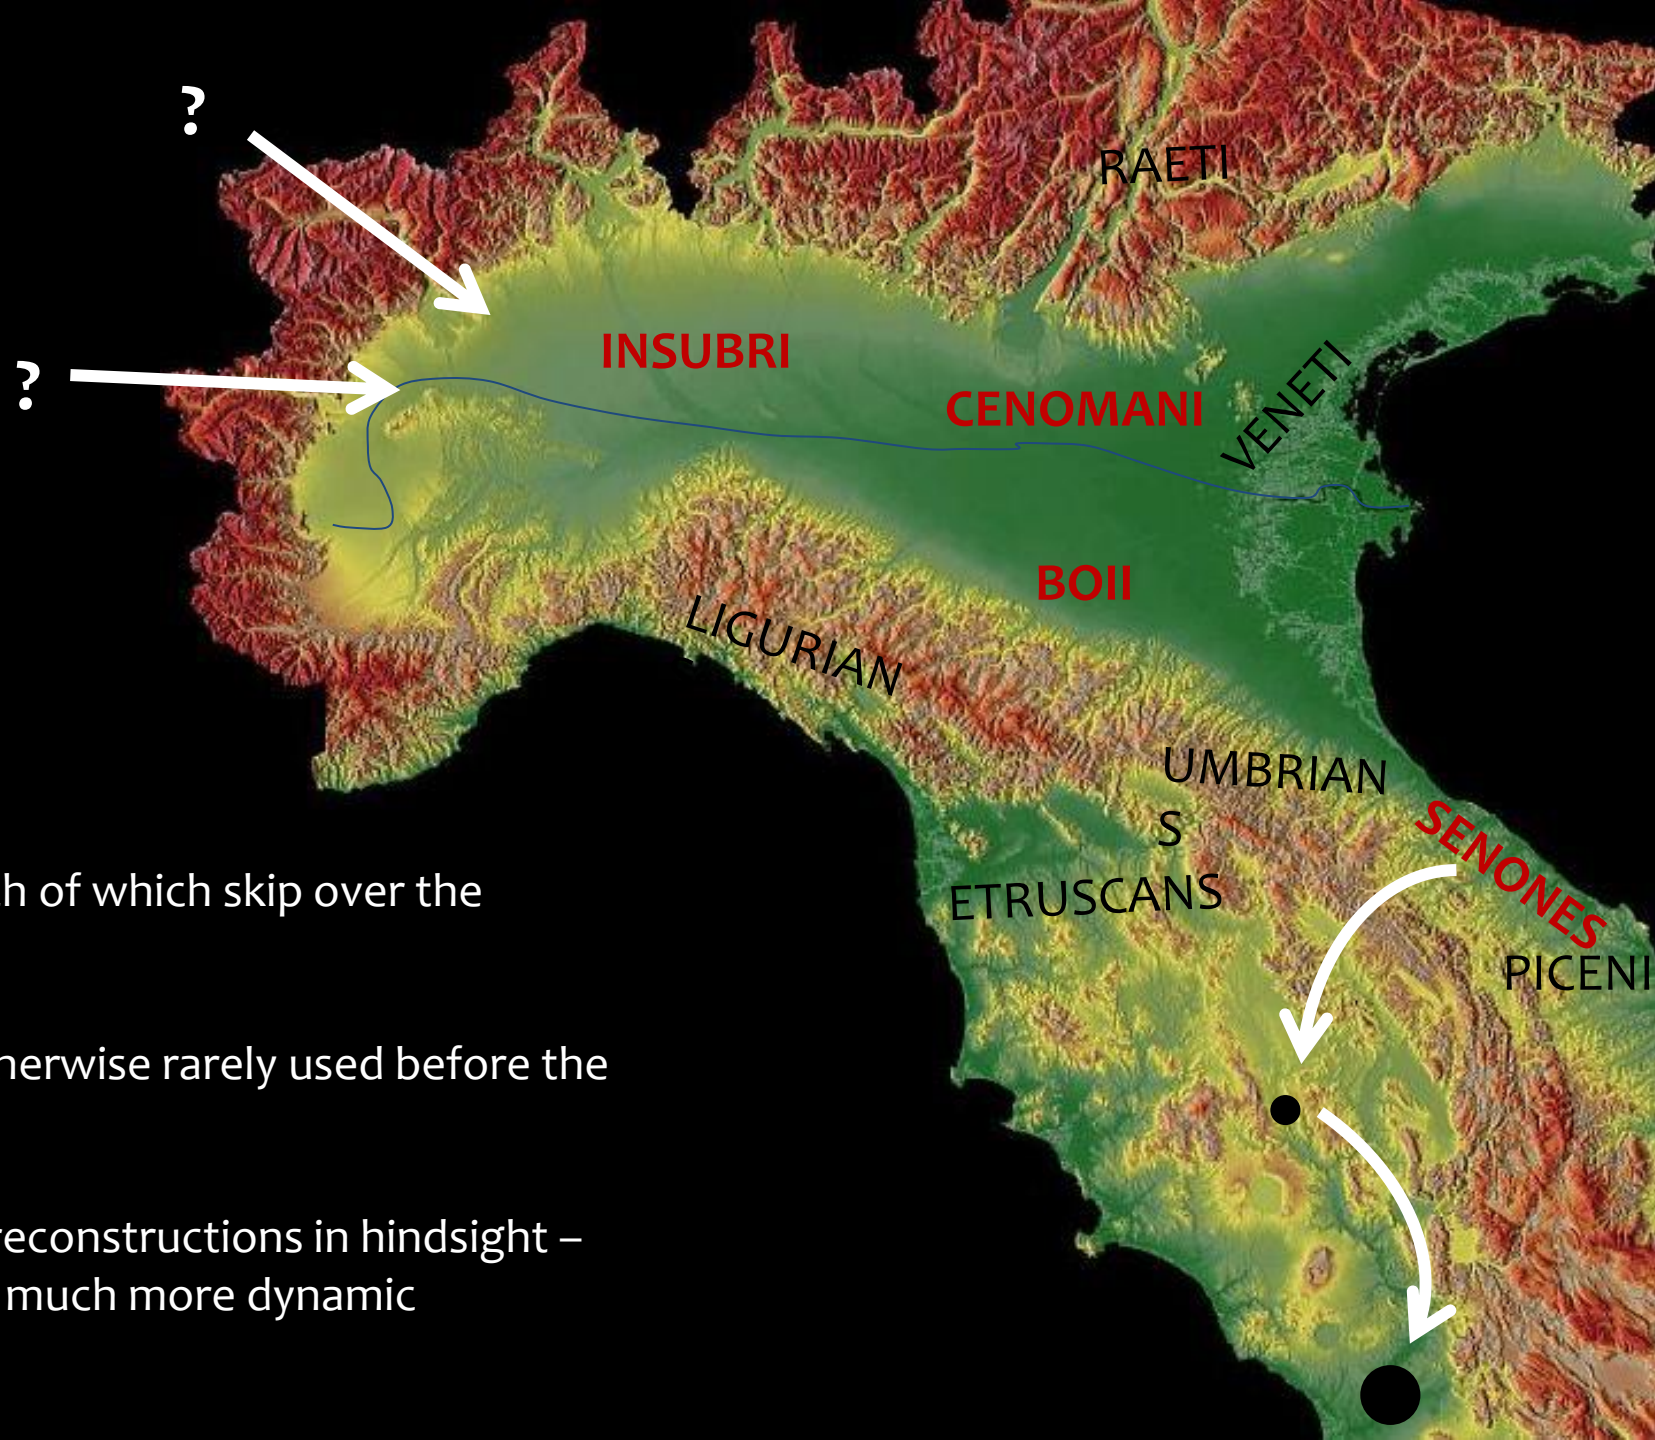 ?
RAETI
INSUBRI
?
CENOMANI
VENETI
BOII
LIGURIAN
UMBRIAN
S
SENONES
ETRUSCANS
PICENI
h of which skip over the
herwise rarely used before the
reconstructions in hindsight –
much more dynamic